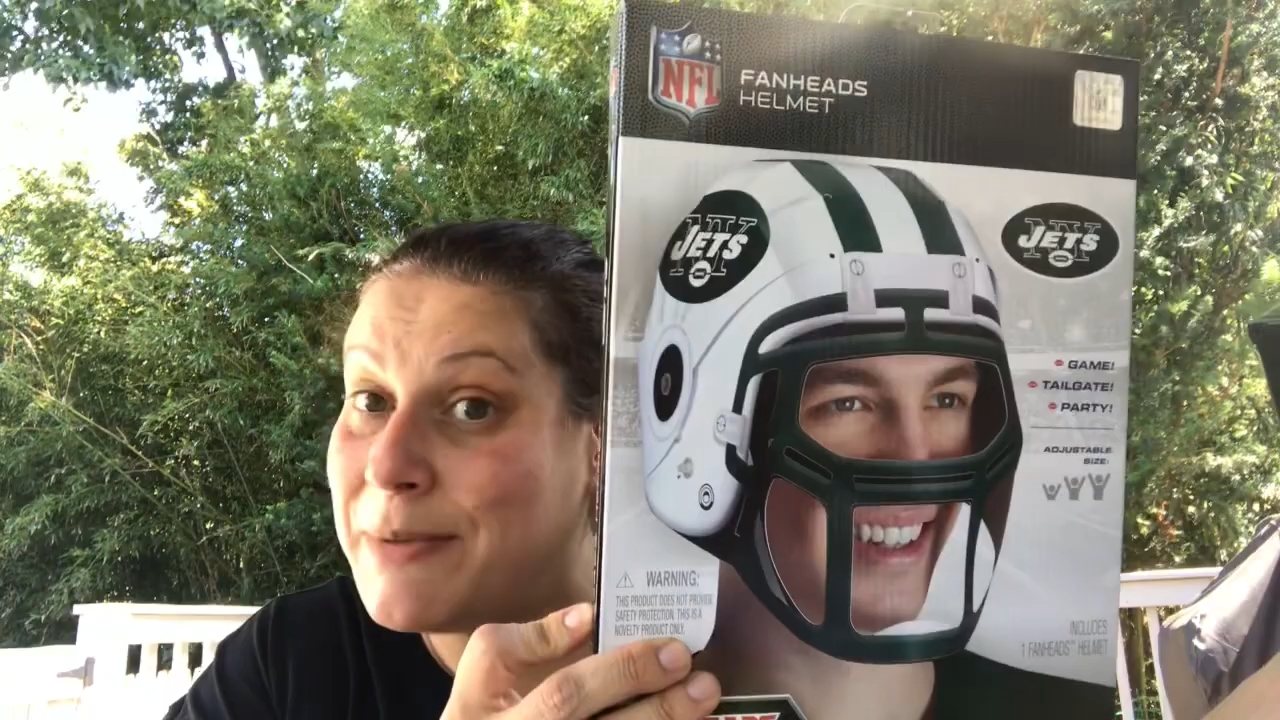 NFL
FANHEADS
HELMET
NY
JETS
NY
JETS
GAME!
TAILGATE!
PARTY!
ADJUSTABLE
SIZE:
WARNING:
THIS PRODUCT DOES NOT PROVIDE
SAFETY PROTECTION. THIS IS A
NOVELTY PRODUCT ONLY.
INCLUDES
1 FANHEADS™ HELMET